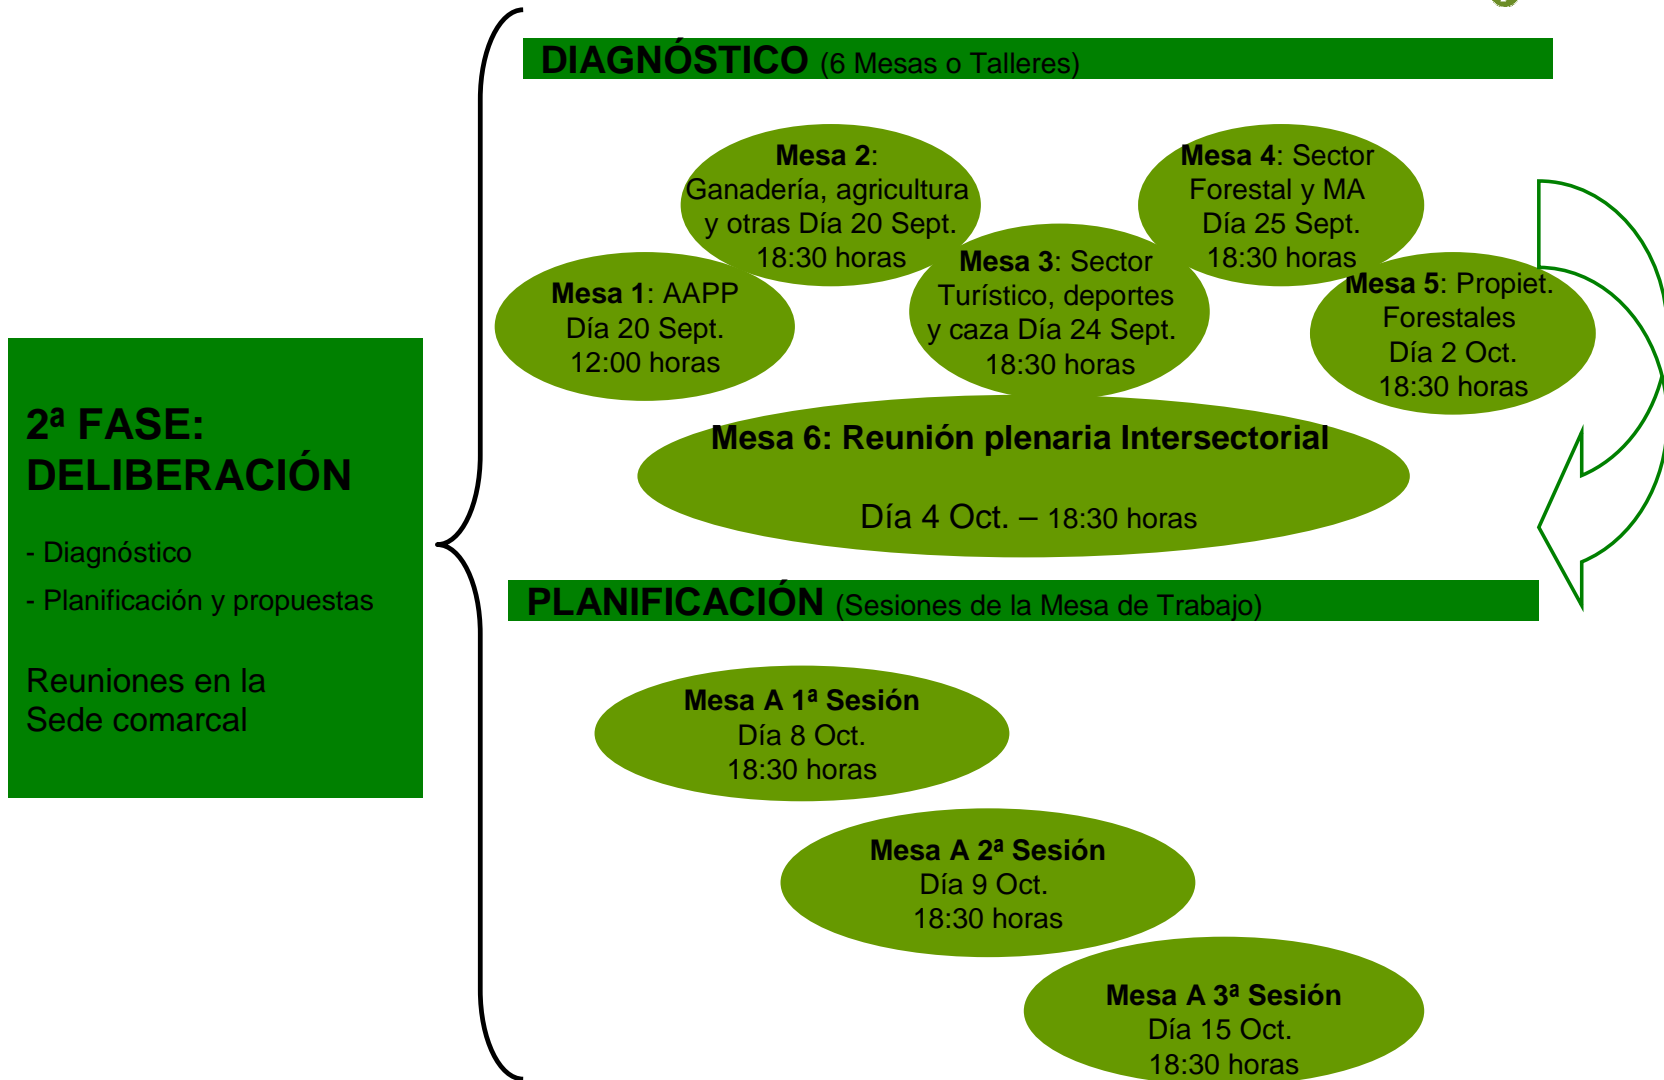 DIAGNÓSTICO (6 Mesas o Talleres)
Mesa 1: AAPP
Día 20 Sept.
12:00 horas
Mesa 2:
Ganadería, agricultura
y otras Día 20 Sept.
18:30 horas
Mesa 3: Sector
Turístico, deportes
y caza Día 24 Sept.
18:30 horas
Mesa 4: Sector
Forestal y MA
Día 25 Sept.
18:30 horas
Mesa 5: Propiet.
Forestales
Día 2 Oct.
18:30 horas
Mesa 6: Reunión plenaria Intersectorial
Día 4 Oct. – 18:30 horas
2ª FASE:
DELIBERACIÓN
- Diagnóstico
- Planificación y propuestas
Reuniones en la
Sede comarcal
PLANIFICACIÓN (Sesiones de la Mesa de Trabajo)
Mesa A 1ª Sesión
Día 8 Oct.
18:30 horas
Mesa A 2ª Sesión
Día 9 Oct.
18:30 horas
Mesa A 3ª Sesión
Día 15 Oct.
18:30 horas